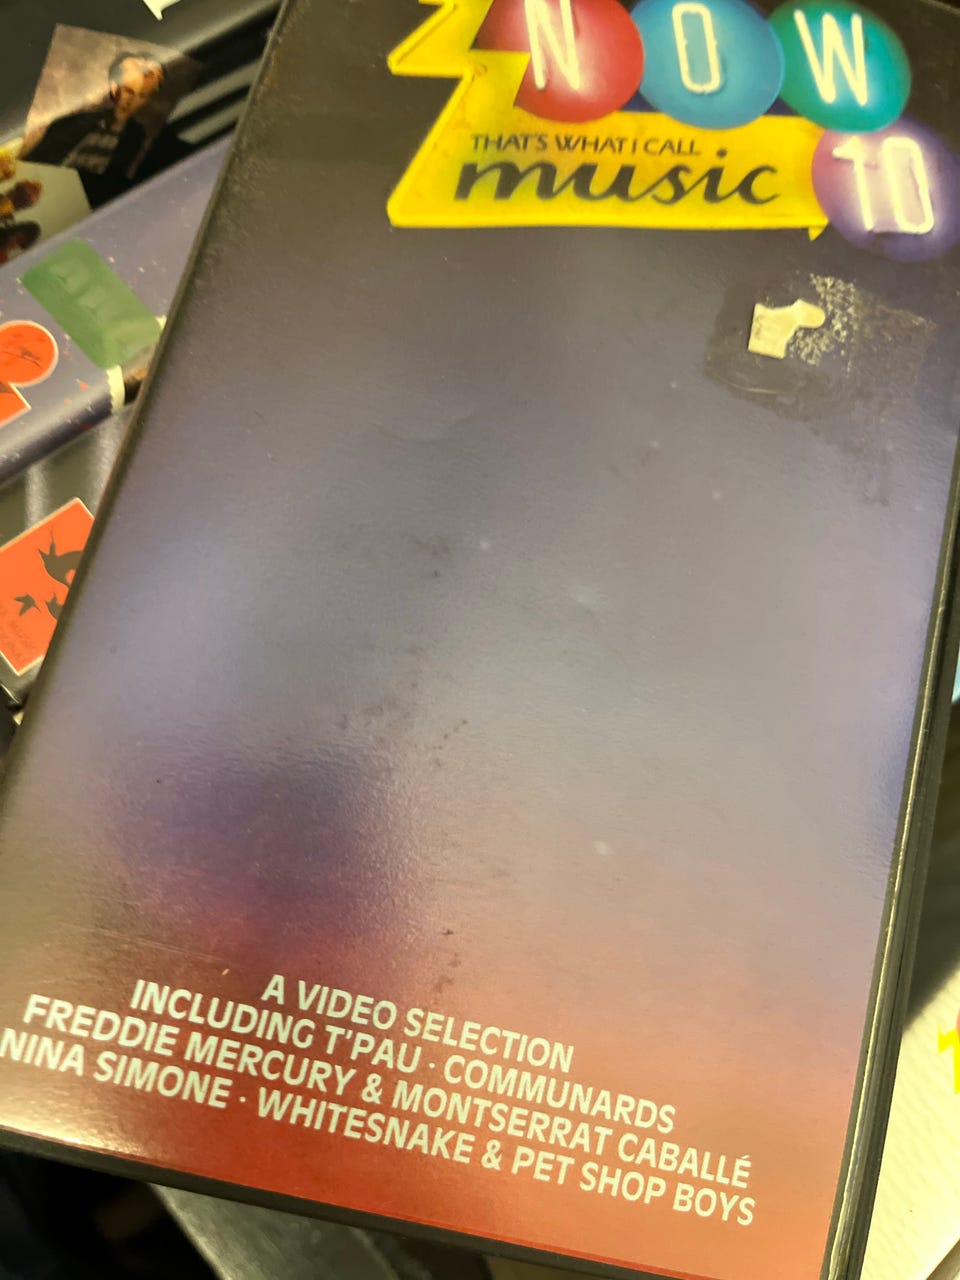 NOW
THAT'S WHAT I CALL
music 10
A VIDEO SELECTION
INCLUDING T'PAU · COMMUNARDS
FREDDIE MERCURY & MONTSERRAT CABALLÉ
NINA SIMONE · WHITESNAKE & PET SHOP BOYS